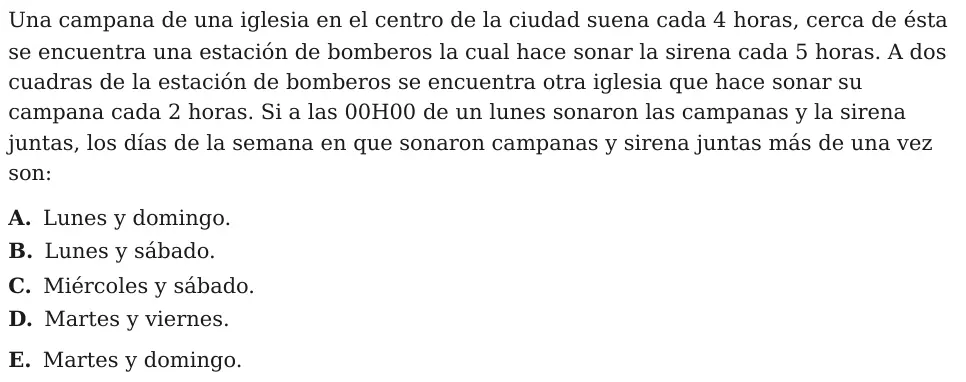 Una campana de una iglesia en el centro de la ciudad suena cada 4 horas, cerca de ésta
se encuentra una estación de bomberos la cual hace sonar la sirena cada 5 horas. A dos
cuadras de la estación de bomberos se encuentra otra iglesia que hace sonar su
campana cada 2 horas. Si a las 00H00 de un lunes sonaron las campanas y la sirena
juntas, los días de la semana en que sonaron campanas y sirena juntas más de una vez
son:
A. Lunes y domingo.
B. Lunes y sábado.
C. Miércoles y sábado.
D. Martes y viernes.
E. Martes y domingo.